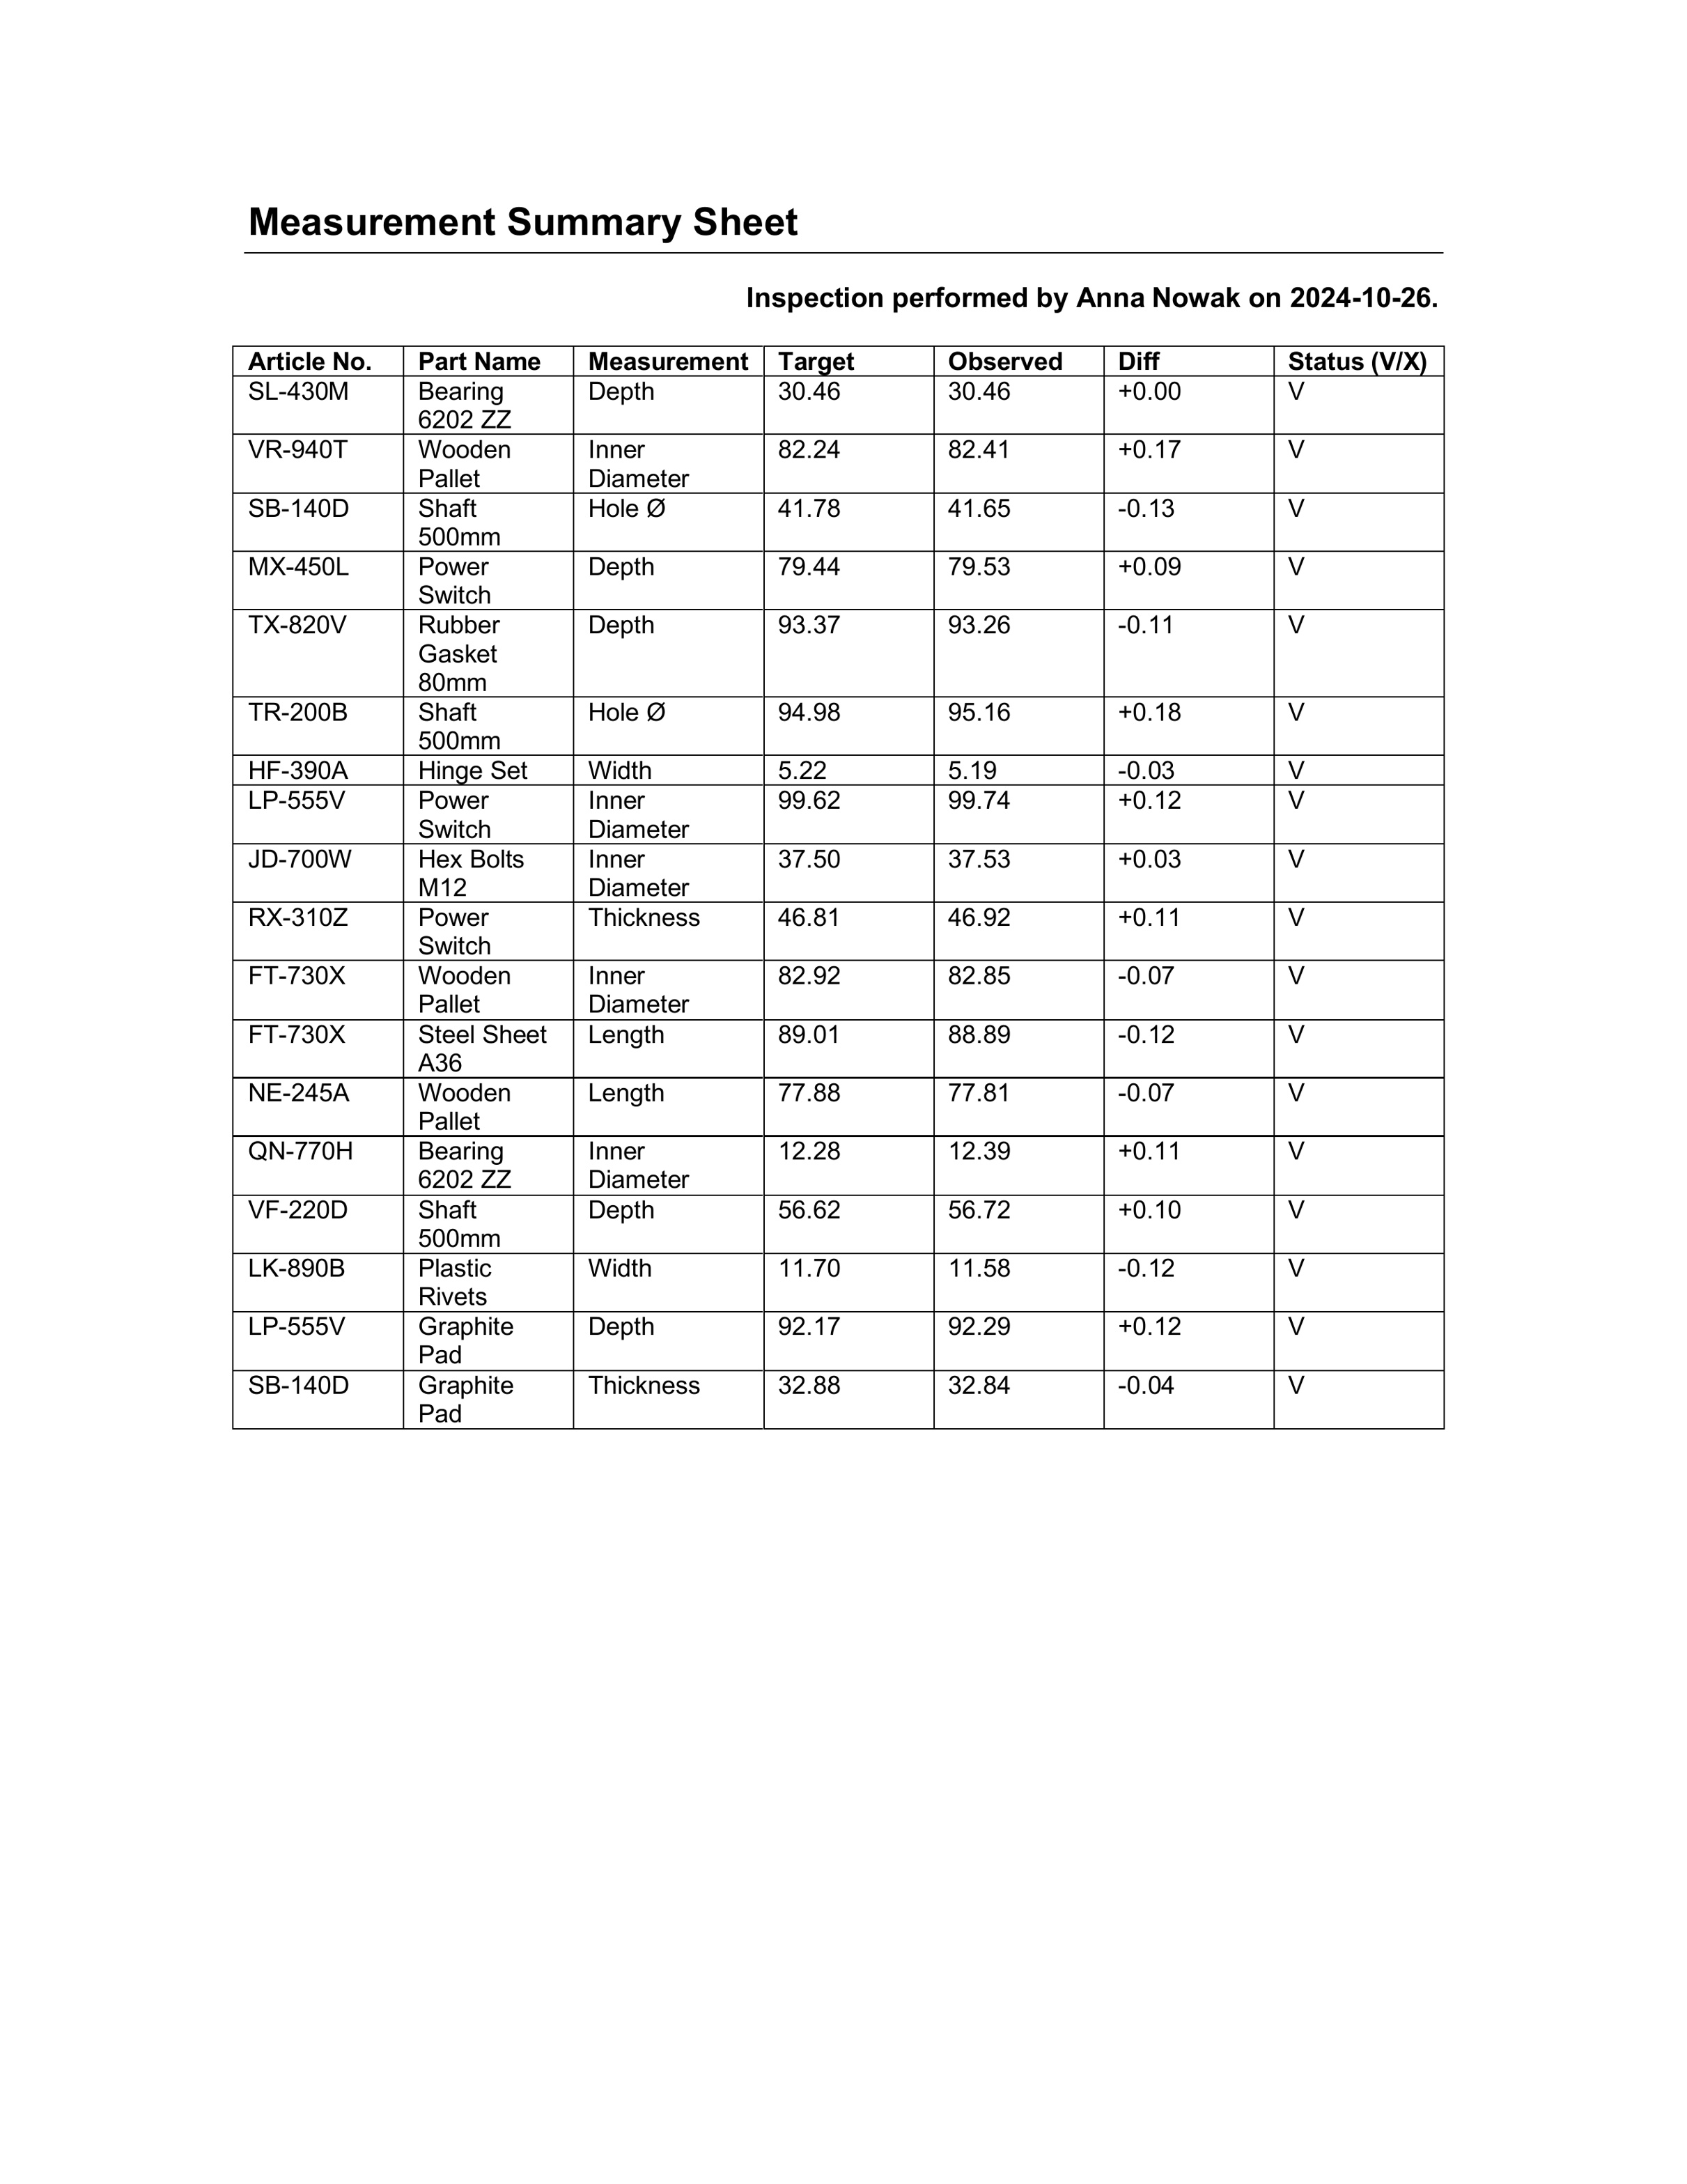 Measurement Summary Sheet
Inspection performed by Anna Nowak on 2024-10-26.
Article No. Part Name Measurement Target Observed Diff Status (V/X)
SL-430M Bearing 6202 ZZ Depth 30.46 30.46 +0.00 V
VR-940T Wooden Pallet Inner Diameter 82.24 82.41 +0.17 V
SB-140D Shaft 500mm Hole Ø 41.78 41.65 -0.13 V
MX-450L Power Switch Depth 79.44 79.53 +0.09 V
TX-820V Rubber Gasket 80mm Depth 93.37 93.26 -0.11 V
TR-200B Shaft 500mm Hole Ø 94.98 95.16 +0.18 V
HF-390A Hinge Set Width 5.22 5.19 -0.03 V
LP-555V Power Switch Inner Diameter 99.62 99.74 +0.12 V
JD-700W Hex Bolts M12 Inner Diameter 37.50 37.53 +0.03 V
RX-310Z Power Switch Thickness 46.81 46.92 +0.11 V
FT-730X Wooden Pallet Inner Diameter 82.92 82.85 -0.07 V
FT-730X Steel Sheet A36 Length 89.01 88.89 -0.12 V
NE-245A Wooden Pallet Length 77.88 77.81 -0.07 V
QN-770H Bearing 6202 ZZ Inner Diameter 12.28 12.39 +0.11 V
VF-220D Shaft 500mm Depth 56.62 56.72 +0.10 V
LK-890B Plastic Rivets Width 11.70 11.58 -0.12 V
LP-555V Graphite Pad Depth 92.17 92.29 +0.12 V
SB-140D Graphite Pad Thickness 32.88 32.84 -0.04 V